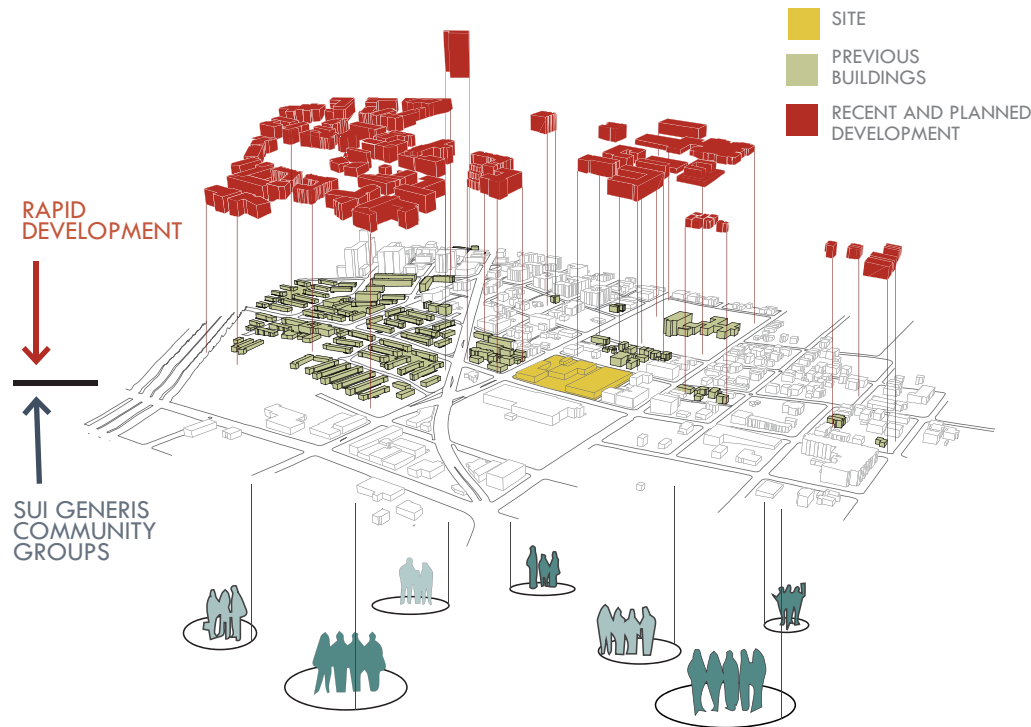 SITE
PREVIOUS
BUILDINGS
RECENT AND PLANNED
DEVELOPMENT
RAPID
DEVELOPMENT
SUI GENERIS
COMMUNITY
GROUPS